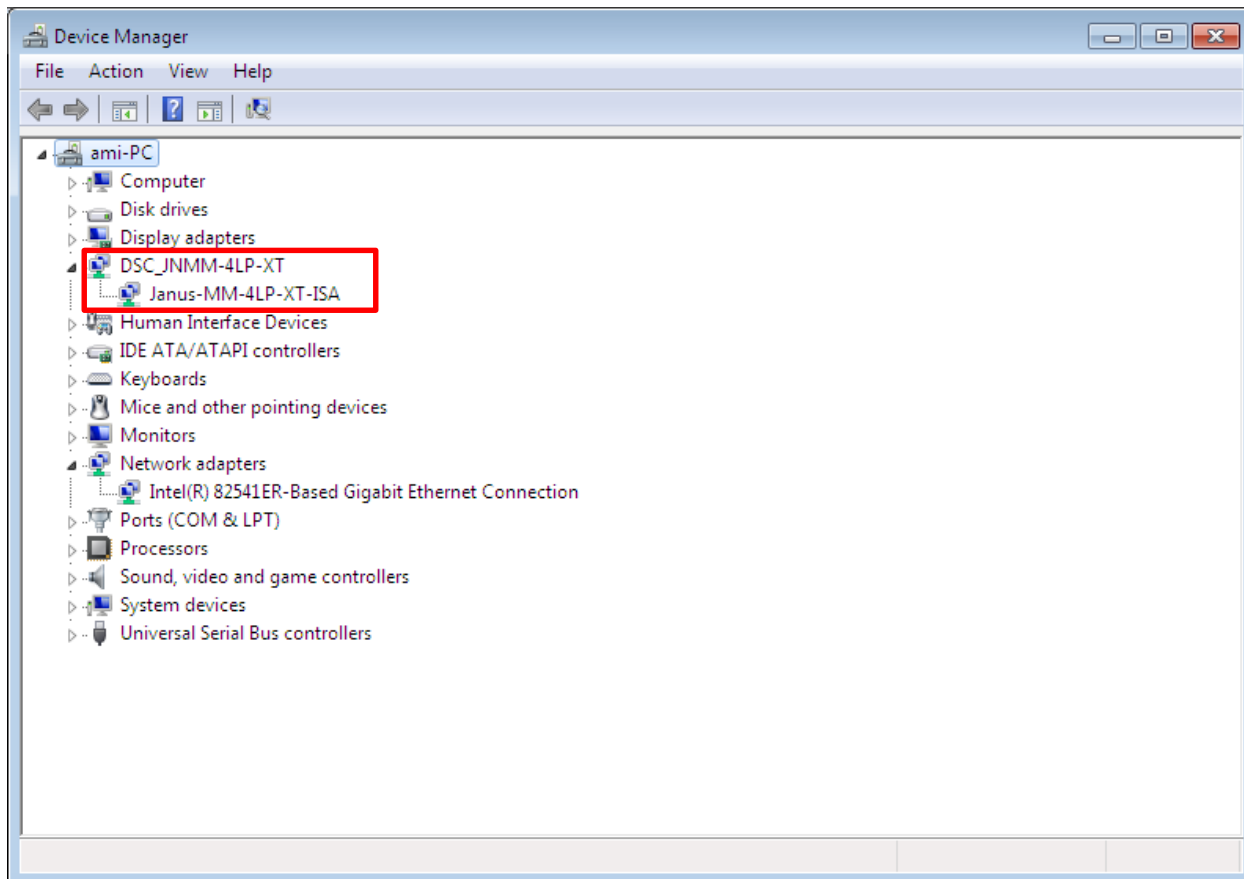 Device Manager
File Action View Help
ami-PC
Computer
Disk drives
Display adapters
DSC_JNMM-4LP-XT
Janus-MM-4LP-XT-ISA
Human Interface Devices
IDE ATA/ATAPI controllers
Keyboards
Mice and other pointing devices
Monitors
Network adapters
Intel(R) 82541ER-Based Gigabit Ethernet Connection
Ports (COM & LPT)
Processors
Sound, video and game controllers
System devices
Universal Serial Bus controllers